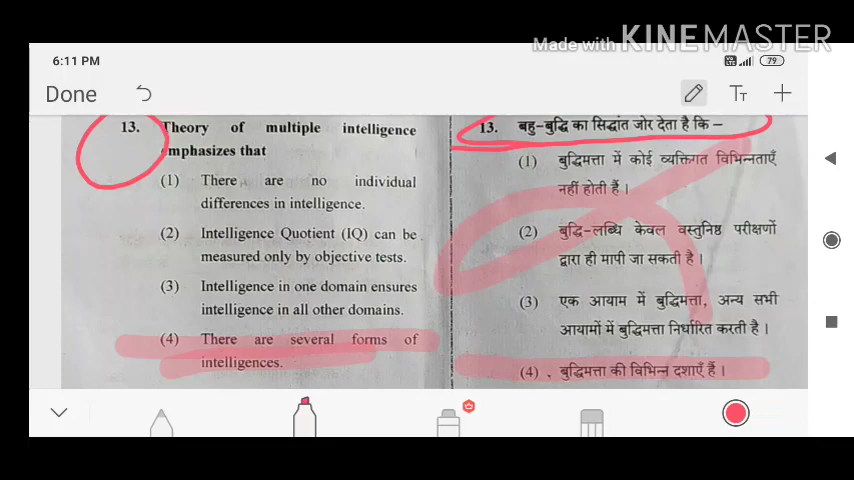 Made with KINEMASTER
6:11 PM
79
Done
13. Theory of multiple intelligence
emphasizes that
(1) There are no individual
differences in intelligence.
(2) Intelligence Quotient (IQ) can be
measured only by objective tests.
(3) Intelligence in one domain ensures
intelligence in all other domains.
(4) There are several forms of
intelligences.
13. बहु-बुद्धि का सिद्धांत जोर देता है कि –
(1) बुद्धिमत्ता में कोई व्यक्तिगत विभिन्नताएँ
नहीं होती हैं ।
(2) बुद्धि-लब्धि केवल वस्तुनिष्ठ परीक्षणों
द्वारा ही मापी जा सकती है ।
(3) एक आयाम में बुद्धिमत्ता, अन्य सभी
आयामों में बुद्धिमत्ता निर्धारित करती है ।
(4) बुद्धिमत्ता की विभिन्न दशाएँ हैं ।